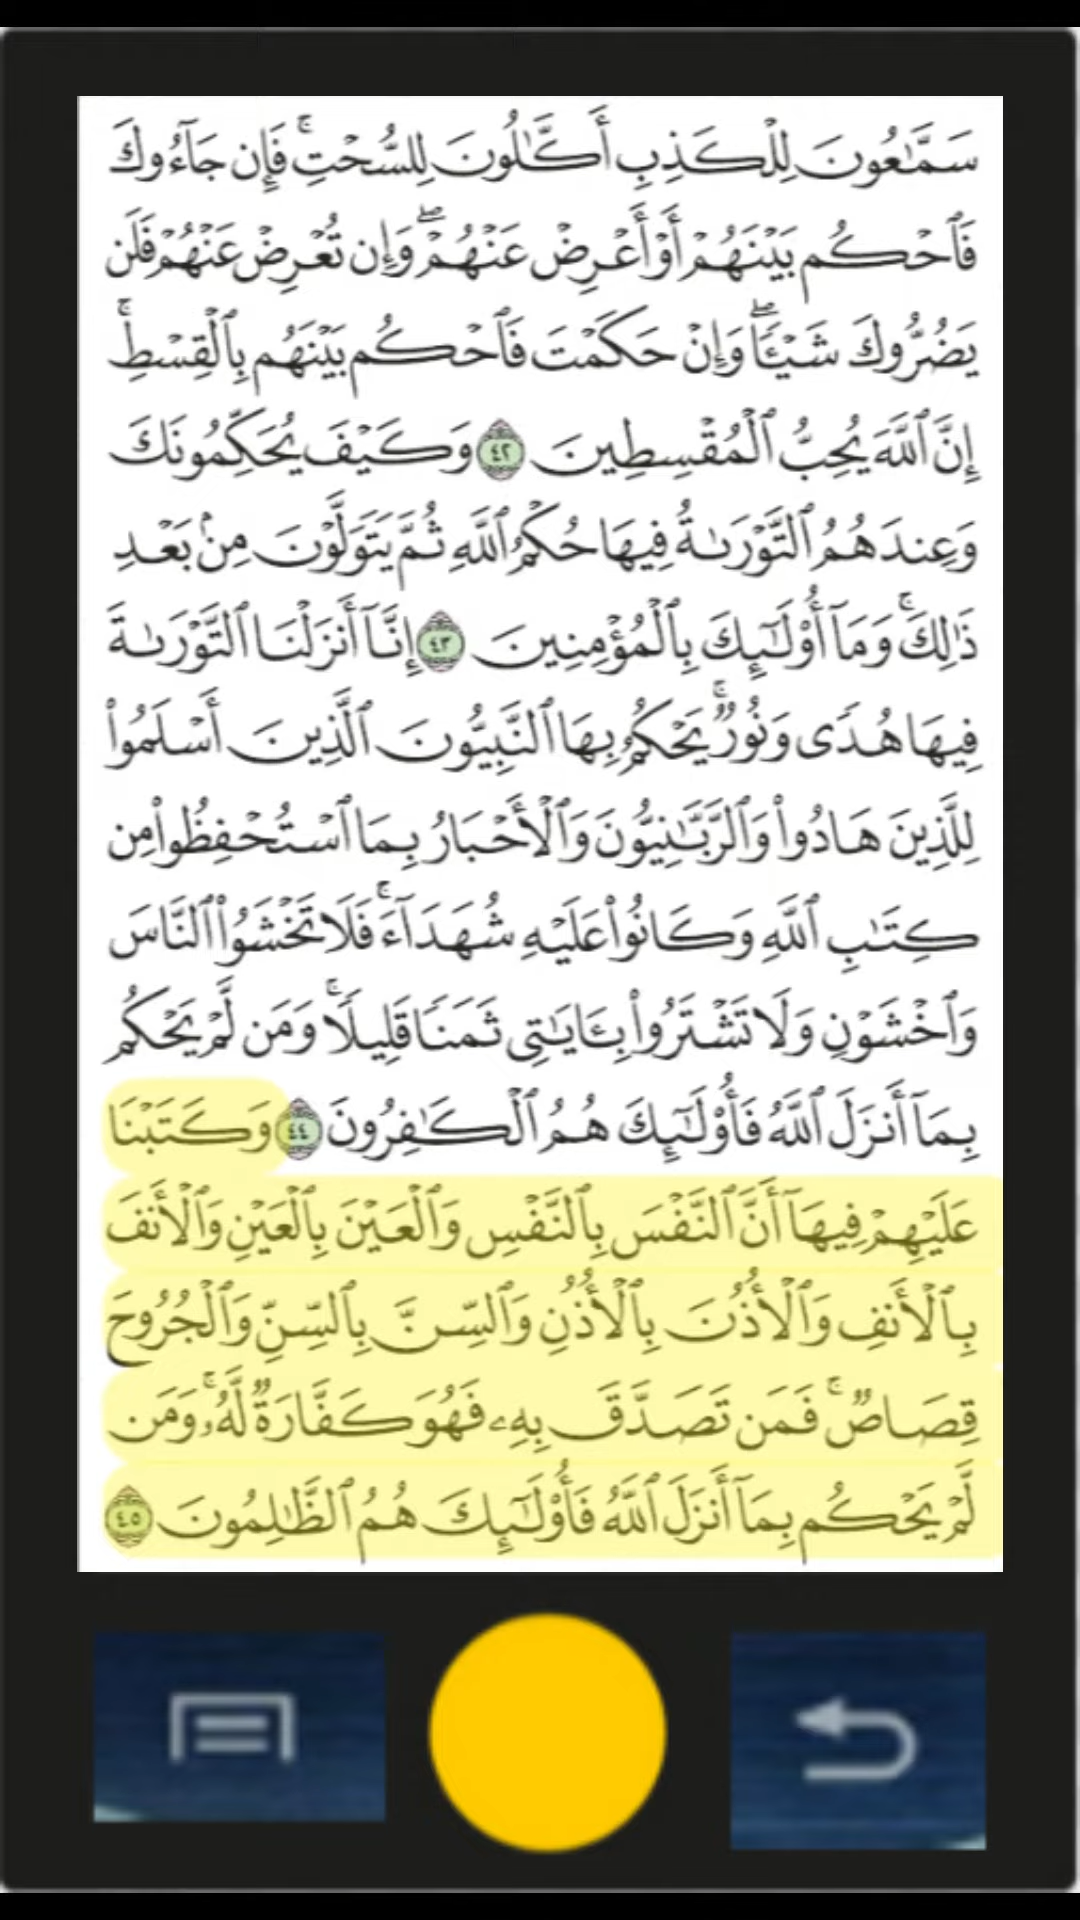 سَمَّٰعُونَ لِلْكَذِبِ أَكَّٰلُونَ لِلسُّحْتِۚ فَإِن جَآءُوكَ
فَٱحْكُم بَيْنَهُمْ أَوْ أَعْرِضْ عَنْهُمْۖ وَإِن تُعْرِضْ عَنْهُمْ فَلَن
يَضُرُّوكَ شَيْـًٔاۖ وَإِنْ حَكَمْتَ فَٱحْكُم بَيْنَهُم بِٱلْقِسْطِۚ
إِنَّ ٱللَّهَ يُحِبُّ ٱلْمُقْسِطِينَ ٤٢ وَكَيْفَ يُحَكِّمُونَكَ
وَعِندَهُمُ ٱلتَّوْرَىٰةُ فِيهَا حُكْمُ ٱللَّهِ ثُمَّ يَتَوَلَّوْنَ مِنۢ بَعْدِ
ذَٰلِكَۚ وَمَآ أُو۟لَٰٓئِكَ بِٱلْمُؤْمِنِينَ ٤٣ إِنَّآ أَنزَلْنَا ٱلتَّوْرَىٰةَ
فِيهَا هُدًى وَنُورٌۚ يَحْكُمُ بِهَا ٱلنَّبِيُّونَ ٱلَّذِينَ أَسْلَمُوا۟
لِلَّذِينَ هَادُوا۟ وَٱلرَّبَّٰنِيُّونَ وَٱلْأَحْبَارُ بِمَا ٱسْتُحْفِظُوا۟ مِن
كِتَٰبِ ٱللَّهِ وَكَانُوا۟ عَلَيْهِ شُهَدَآءَۚ فَلَا تَخْشَوُا۟ ٱلنَّاسَ
وَٱخْشَوْنِ وَلَا تَشْتَرُوا۟ بِـَٔايَٰتِى ثَمَنًا قَلِيلًاۚ وَمَن لَّمْ يَحْكُم
بِمَآ أَنزَلَ ٱللَّهُ فَأُو۟لَٰٓئِكَ هُمُ ٱلْكَٰفِرُونَ ٤٤ وَكَتَبْنَا
عَلَيْهِمْ فِيهَآ أَنَّ ٱلنَّفْسَ بِٱلنَّفْسِ وَٱلْعَيْنَ بِٱلْعَيْنِ وَٱلْأَنفَ
بِٱلْأَنفِ وَٱلْأُذُنَ بِٱلْأُذُنِ وَٱلسِّنَّ بِٱلسِّنِّ وَٱلْجُرُوحَ
قِصَاصٌۚ فَمَن تَصَدَّقَ بِهِۦ فَهُوَ كَفَّارَةٌ لَّهُۥۚ وَمَن
لَّمْ يَحْكُم بِمَآ أَنزَلَ ٱللَّهُ فَأُو۟لَٰٓئِكَ هُمُ ٱلظَّٰلِمُونَ ٤٥